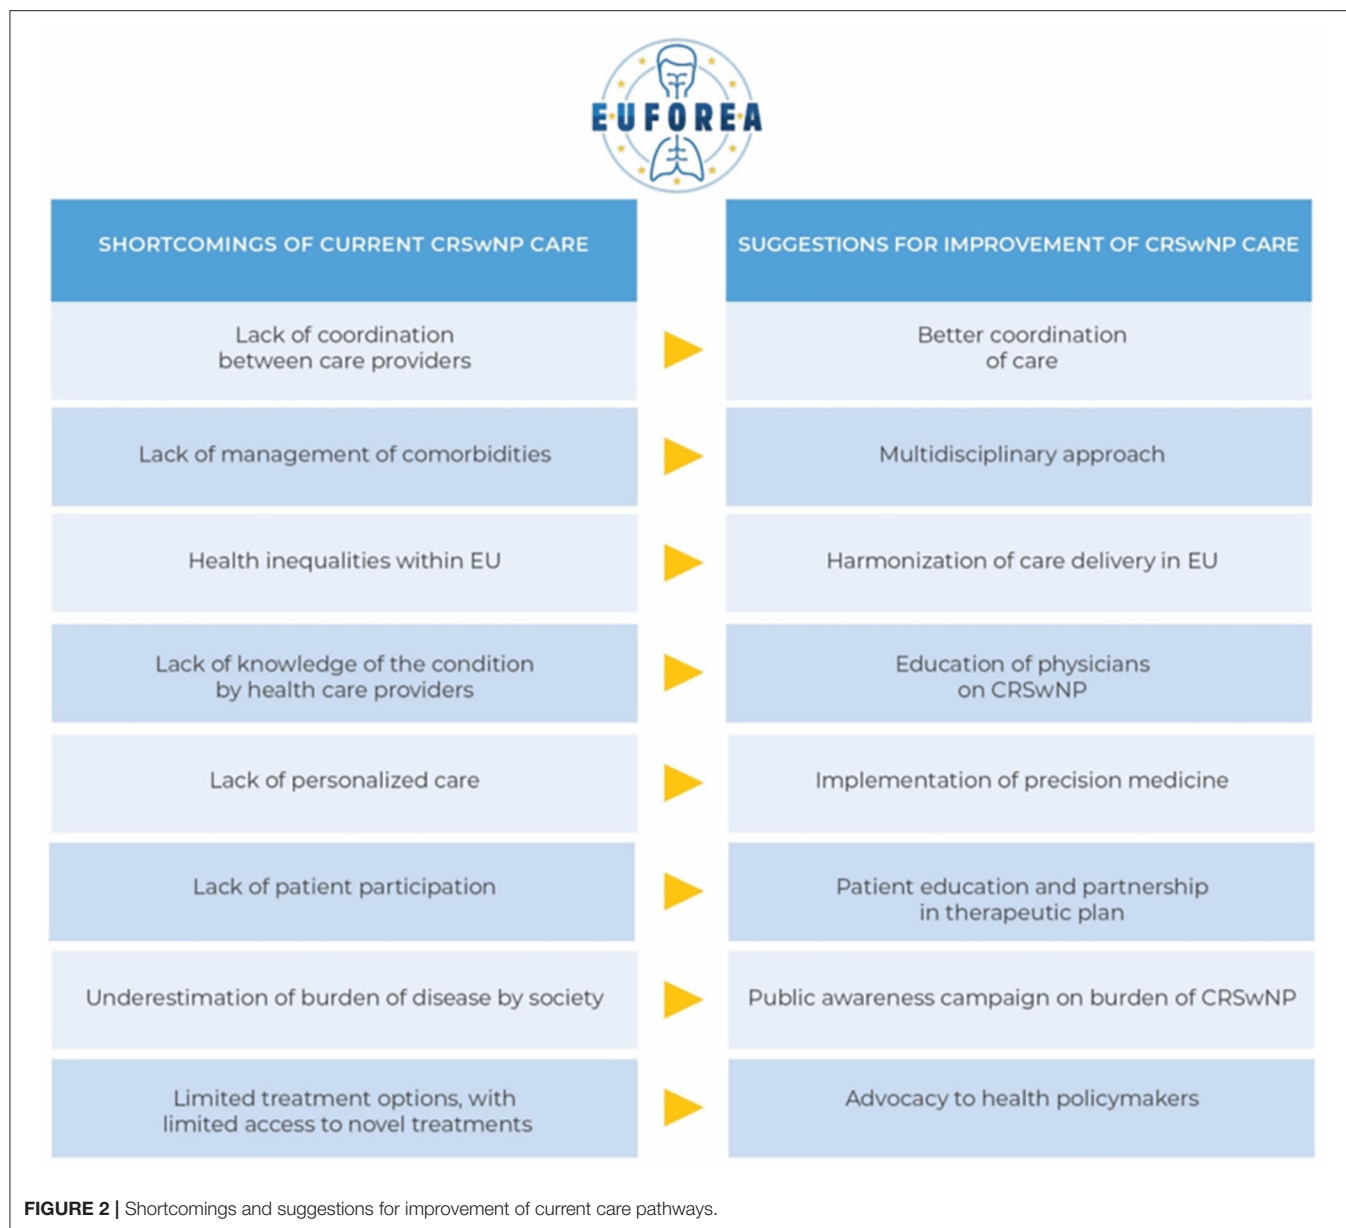 EUFOREA
SHORTCOMINGS OF CURRENT CRSwNP CARE
SUGGESTIONS FOR IMPROVEMENT OF CRSwNP CARE
Lack of coordination
between care providers
Better coordination
of care
Lack of management of comorbidities
Multidisciplinary approach
Health inequalities within EU
Harmonization of care delivery in EU
Lack of knowledge of the condition
by health care providers
Education of physicians
on CRSwNP
Lack of personalized care
Implementation of precision medicine
Lack of patient participation
Patient education and partnership
in therapeutic plan
Underestimation of burden of disease by society
Public awareness campaign on burden of CRSwNP
Limited treatment options, with
limited access to novel treatments
Advocacy to health policymakers
FIGURE 2 | Shortcomings and suggestions for improvement of current care pathways.